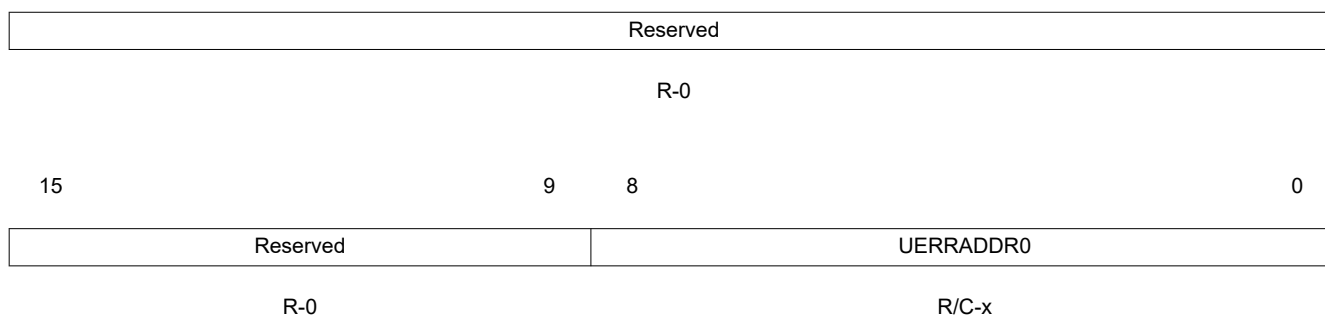 Reserved
R-0
15 9 8 0
Reserved UERRADDR0
R-0 R/C-x